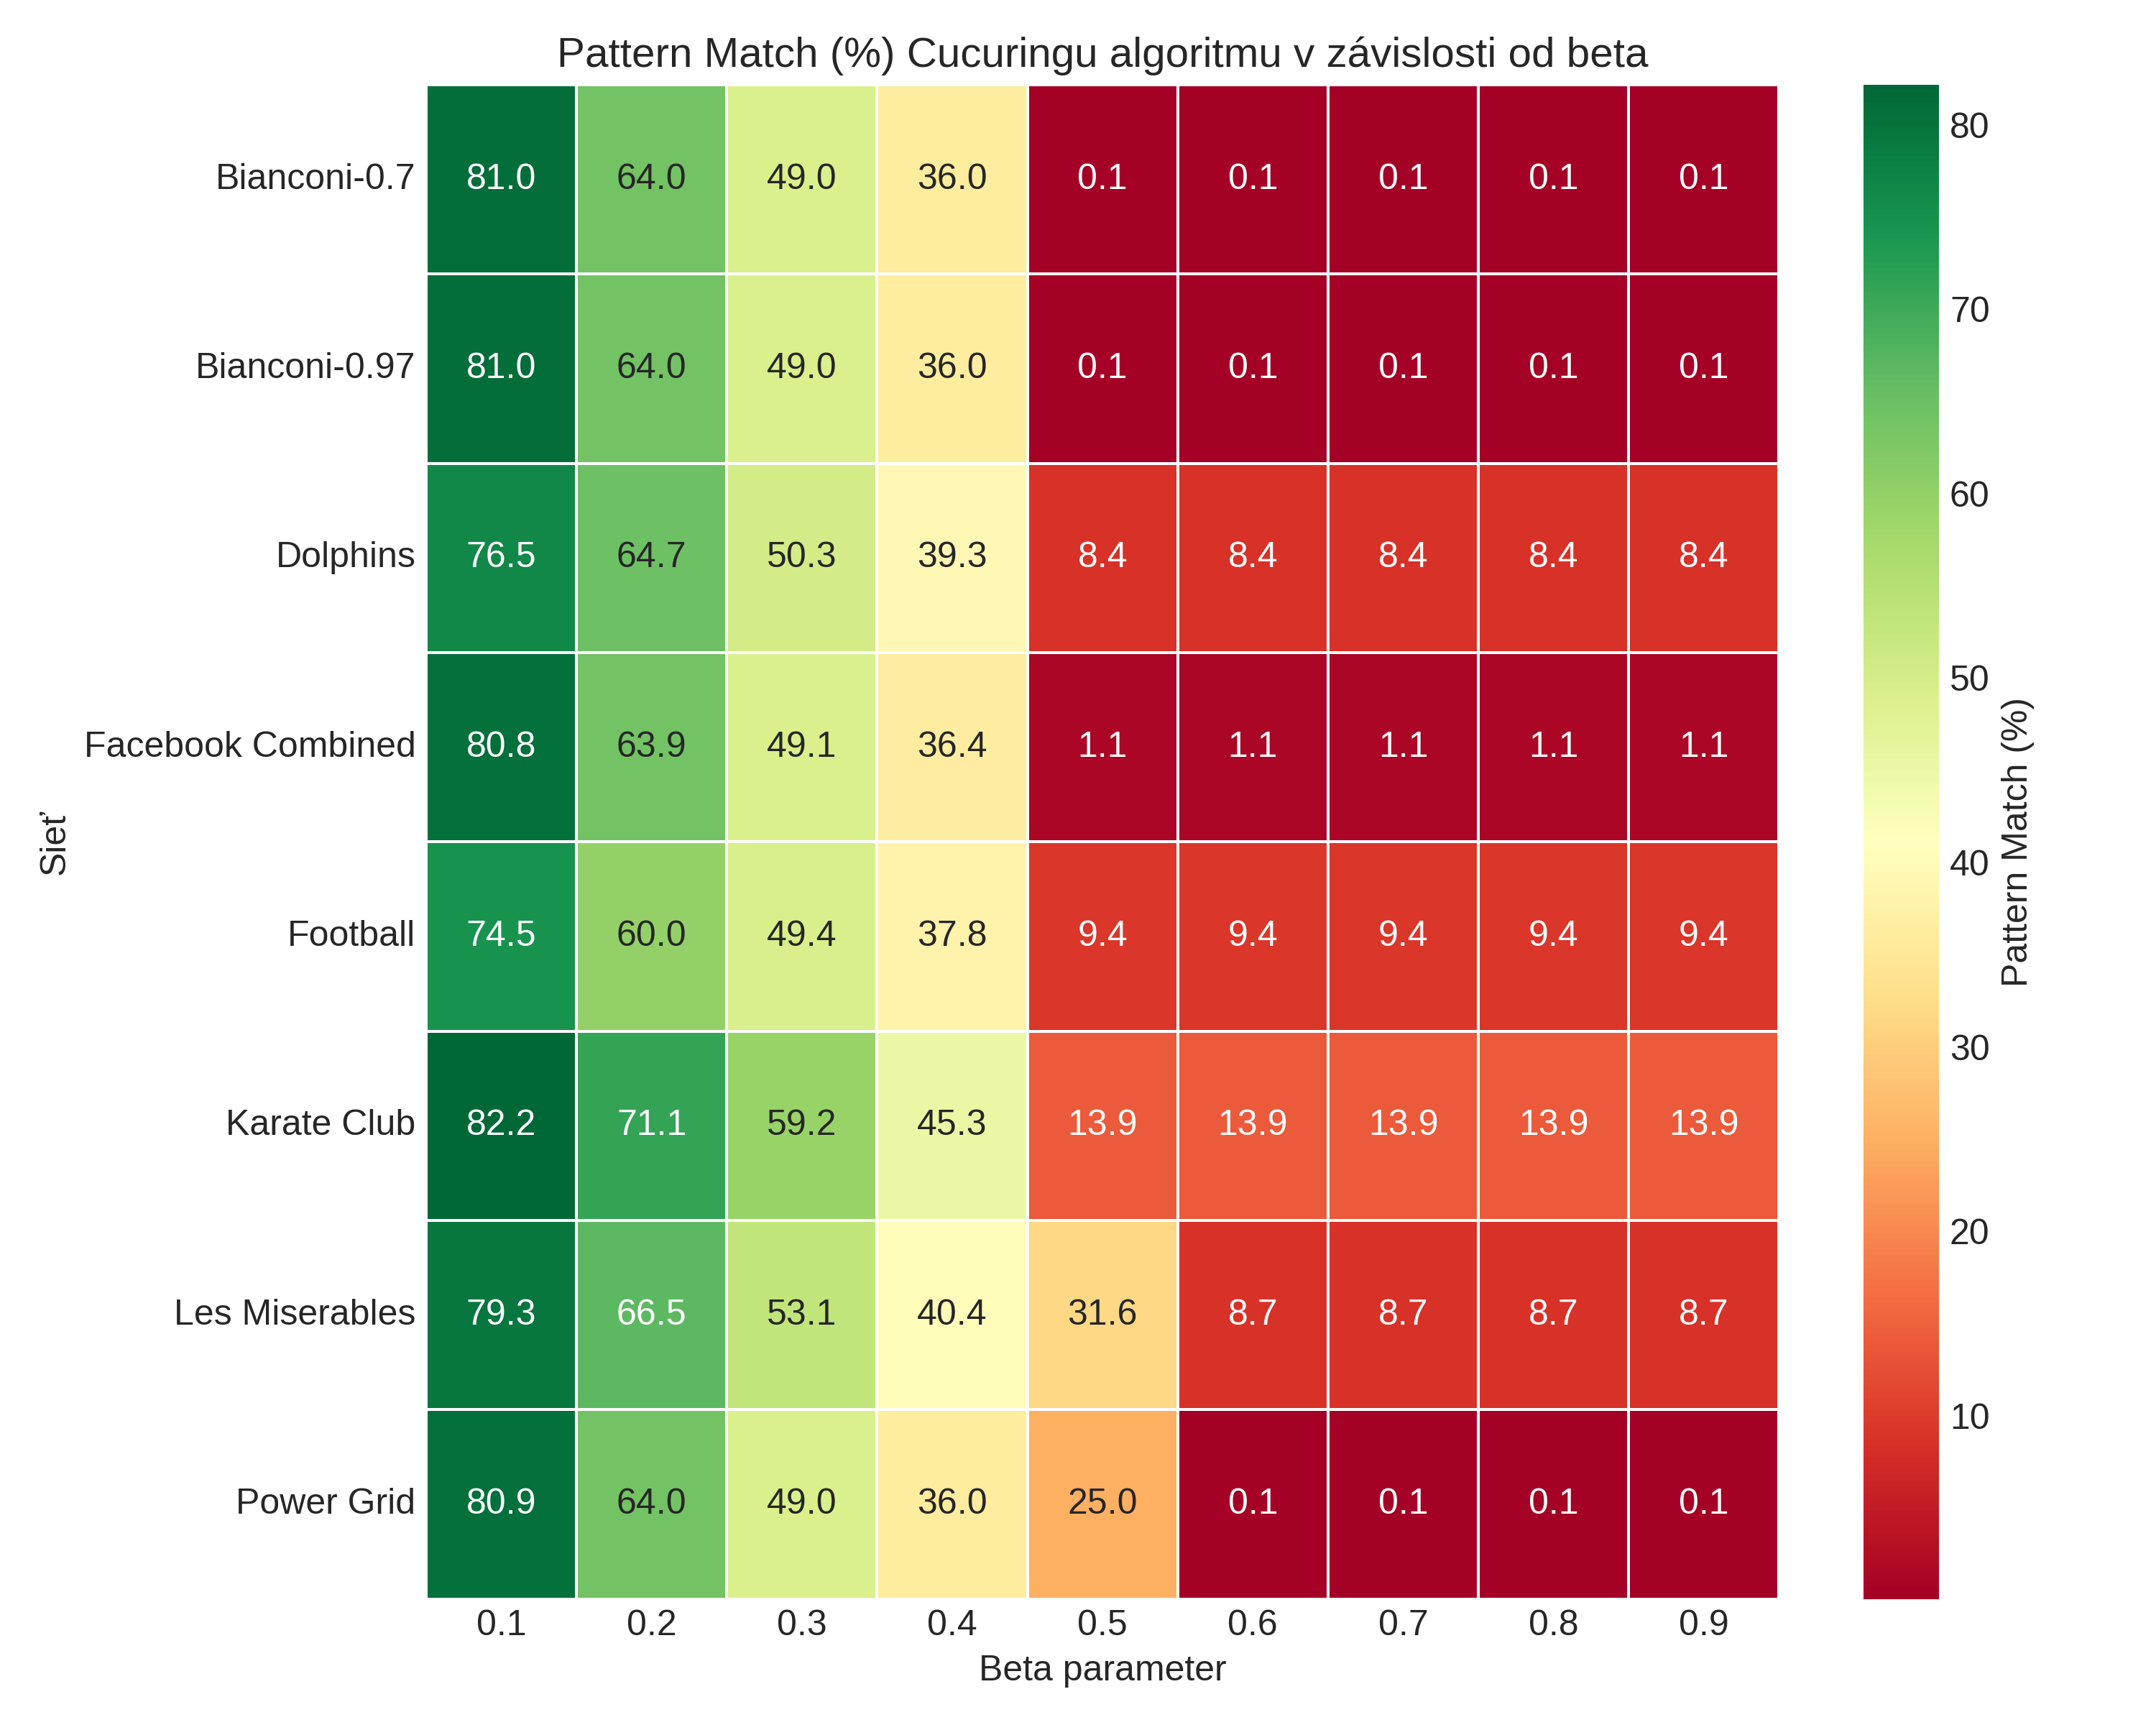 Pattern Match (%) Cucuringu algoritmu v závislosti od beta
Sieť
Bianconi-0.7 81.0 64.0 49.0 36.0 0.1 0.1 0.1 0.1 0.1
Bianconi-0.97 81.0 64.0 49.0 36.0 0.1 0.1 0.1 0.1 0.1
Dolphins 76.5 64.7 50.3 39.3 8.4 8.4 8.4 8.4 8.4
Facebook Combined 80.8 63.9 49.1 36.4 1.1 1.1 1.1 1.1 1.1
Football 74.5 60.0 49.4 37.8 9.4 9.4 9.4 9.4 9.4
Karate Club 82.2 71.1 59.2 45.3 13.9 13.9 13.9 13.9 13.9
Les Miserables 79.3 66.5 53.1 40.4 31.6 8.7 8.7 8.7 8.7
Power Grid 80.9 64.0 49.0 36.0 25.0 0.1 0.1 0.1 0.1
0.1 0.2 0.3 0.4 0.5 0.6 0.7 0.8 0.9
Beta parameter
80
70
60
50
40
30
20
10
Pattern Match (%)